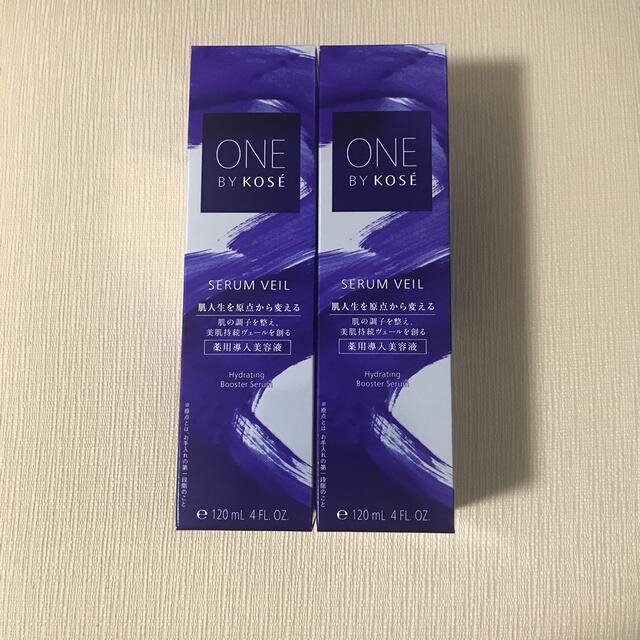 ONE
BY KOSÉ
SERUM VEIL
肌人生を原点から変える
肌の調子を整え、
美肌持続ヴェールを創る
薬用導入美容液
Hydrating
Booster Serum
※原点とは、お手入れの第一段階のこと
℮ 120 mL 4 FL. OZ.
ONE
BY KOSÉ
SERUM VEIL
肌人生を原点から変える
肌の調子を整え、
美肌持続ヴェールを創る
薬用導入美容液
Hydrating
Booster Serum
※原点とは、お手入れの第一段階のこと
℮ 120 mL 4 FL. OZ.